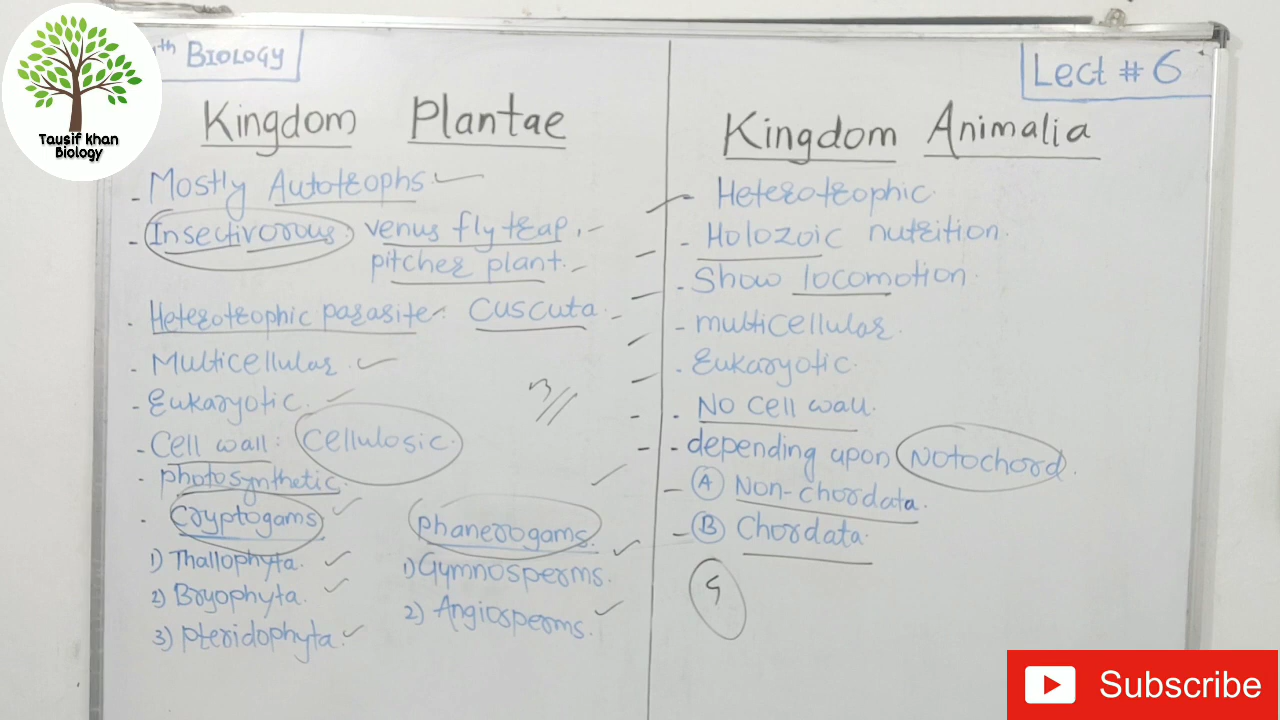 Tausif khan
Biology
th BIOLOGY
Lect # 6
Kingdom Plantae
- Mostly Autotrophs.
- Insectivorous. venus fly trap,
pitcher plant.
. Heterotrophic parasite. Cuscuta.
. Multicellular.
- Eukaryotic.
- Cell wall: Cellulosic.
. photosynthetic.
. Cryptogams
1) Thallophyta.
2) Bryophyta.
3) pteridophyta.
phanerogams.
1) Gymnosperms.
2) Angiosperms.
Kingdom Animalia
- Heterotrophic.
- Holozoic nutrition.
. Show locomotion.
- multicellular.
. Eukaryotic.
. No cell wall.
- depending upon Notochord.
A Non-chordata.
B Chordata.
Subscribe